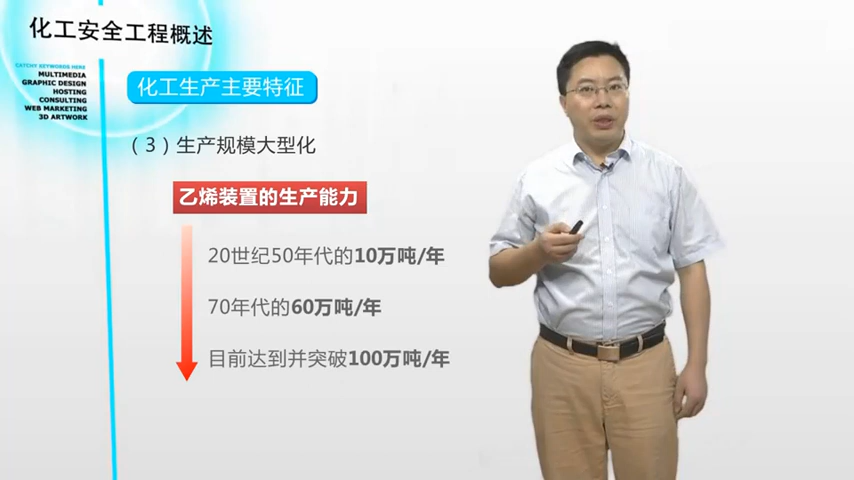 化工安全工程概述
CATCHY KEYWORDS HERE
MULTIMEDIA
GRAPHIC DESIGN
HOSTING
CONSULTING
WEB MARKETING
3D ARTWORK
化工生产主要特征
（3）生产规模大型化
乙烯装置的生产能力
20世纪50年代的10万吨/年
70年代的60万吨/年
目前达到并突破100万吨/年